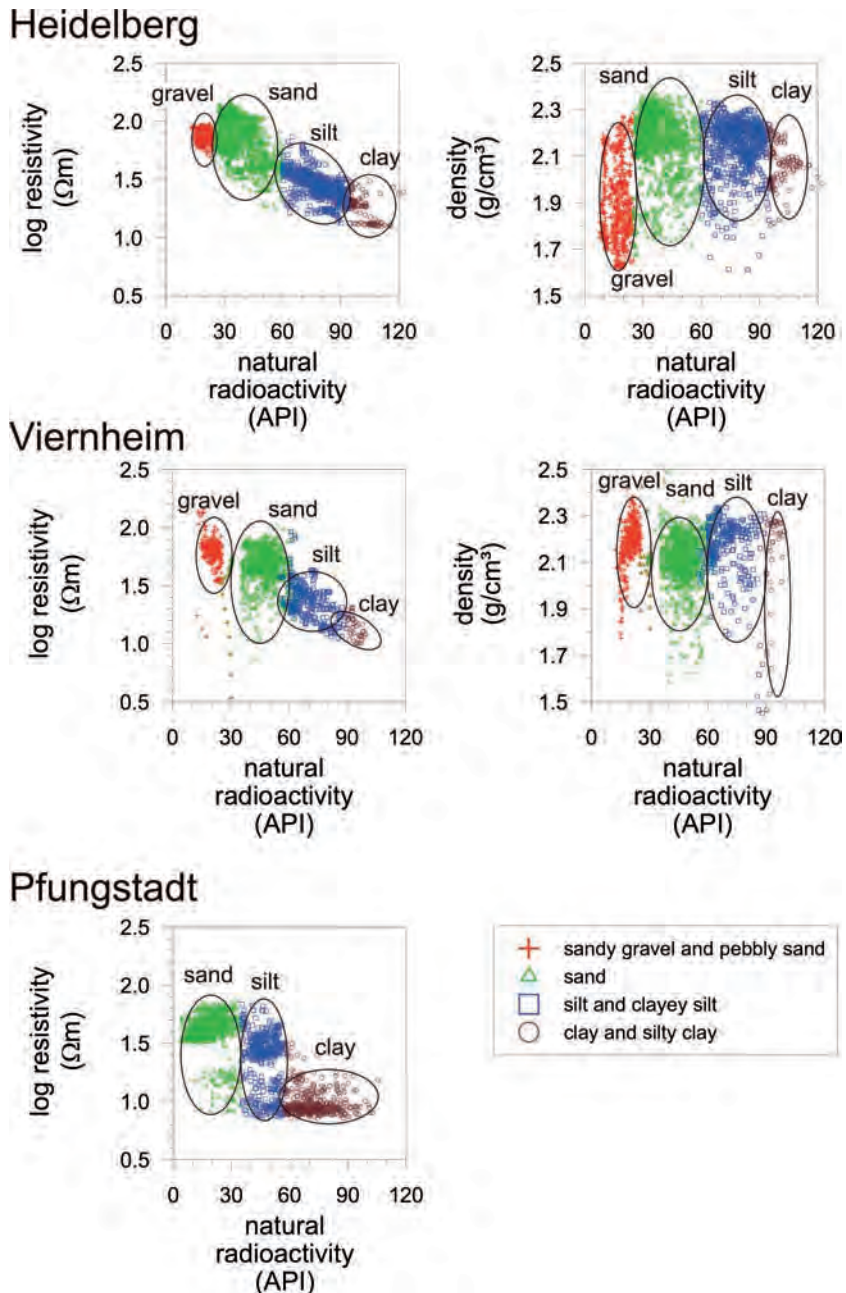 Heidelberg
2.5
2.0
1.5
1.0
0.5
log resistivity
(Ωm)
gravel
sand
silt
clay
0 30 60 90 120
natural
radioactivity
(API)
2.5
2.3
2.1
1.9
1.7
1.5
density
(g/cm³)
sand
silt
clay
gravel
0 30 60 90 120
natural
radioactivity
(API)
Viernheim
2.5
2.0
1.5
1.0
0.5
log resistivity
(Ωm)
gravel
sand
silt
clay
0 30 60 90 120
natural
radioactivity
(API)
2.5
2.3
2.1
1.9
1.7
1.5
density
(g/cm³)
gravel
sand
silt
clay
0 30 60 90 120
natural
radioactivity
(API)
Pfungstadt
2.5
2.0
1.5
1.0
0.5
log resistivity
(Ωm)
sand
silt
clay
0 30 60 90 120
natural
radioactivity
(API)
sandy gravel and pebbly sand
sand
silt and clayey silt
clay and silty clay